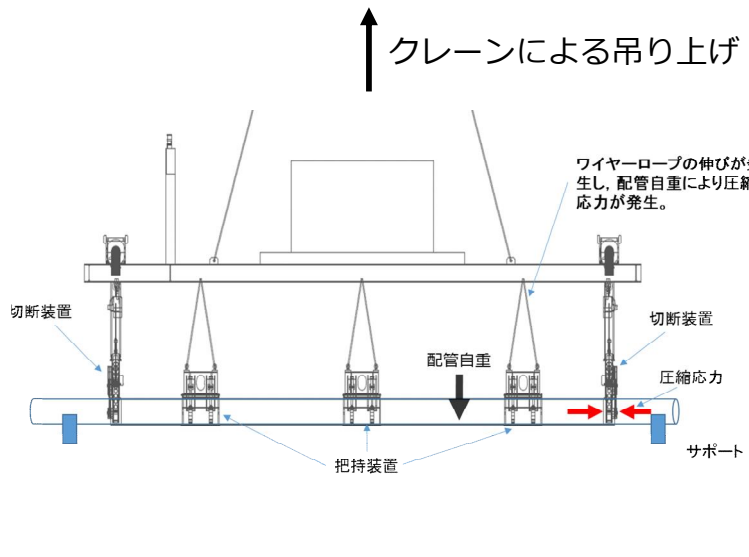 クレーンによる吊り上げ
ワイヤーロープの伸びが
生し，配管自重により圧縮
応力が発生。
切断装置
切断装置
配管自重
圧縮応力
把持装置
サポート